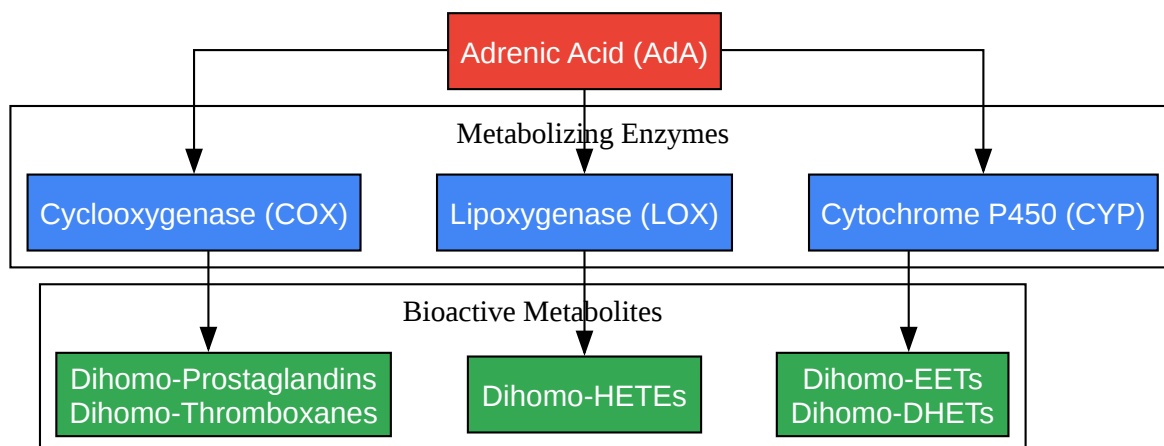 Adrenic Acid (AdA)
Metabolizing Enzymes
Cyclooxygenase (COX)
Lipoxygenase (LOX)
Cytochrome P450 (CYP)
Bioactive Metabolites
Dihomo-Prostaglandins
Dihomo-Thromboxanes
Dihomo-HETEs
Dihomo-EETs
Dihomo-DHETs